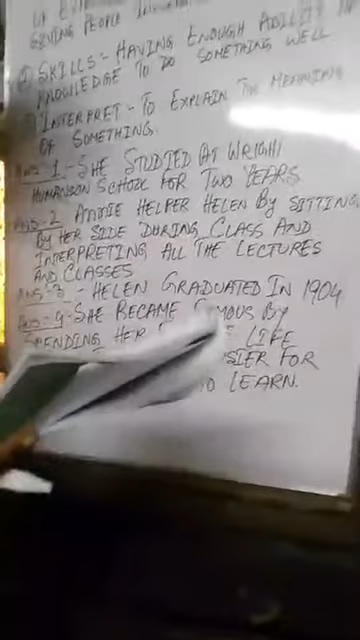 SKILLS - HAVING ENOUGH ABILITY
KNOWLEDGE TO DO SOMETHING WELL
INTERPRET - TO EXPLAIN THE MEANING
OF SOMETHING.
Ans-1 - SHE STUDIED AT WRIGH
HUMANSON SCHOOL FOR TWO YEARS
Ans-2 ANNIE HELPER HELEN BY SITTING
BY HER SIDE DURING CLASS AND
INTERPRETING ALL THE LECTURES
AND CLASSES
Ans-3 - HELEN GRADUATED IN 1904
Ans-4 - SHE BECAME BY
SPENDING HER LIFE
FOR
LEARN.